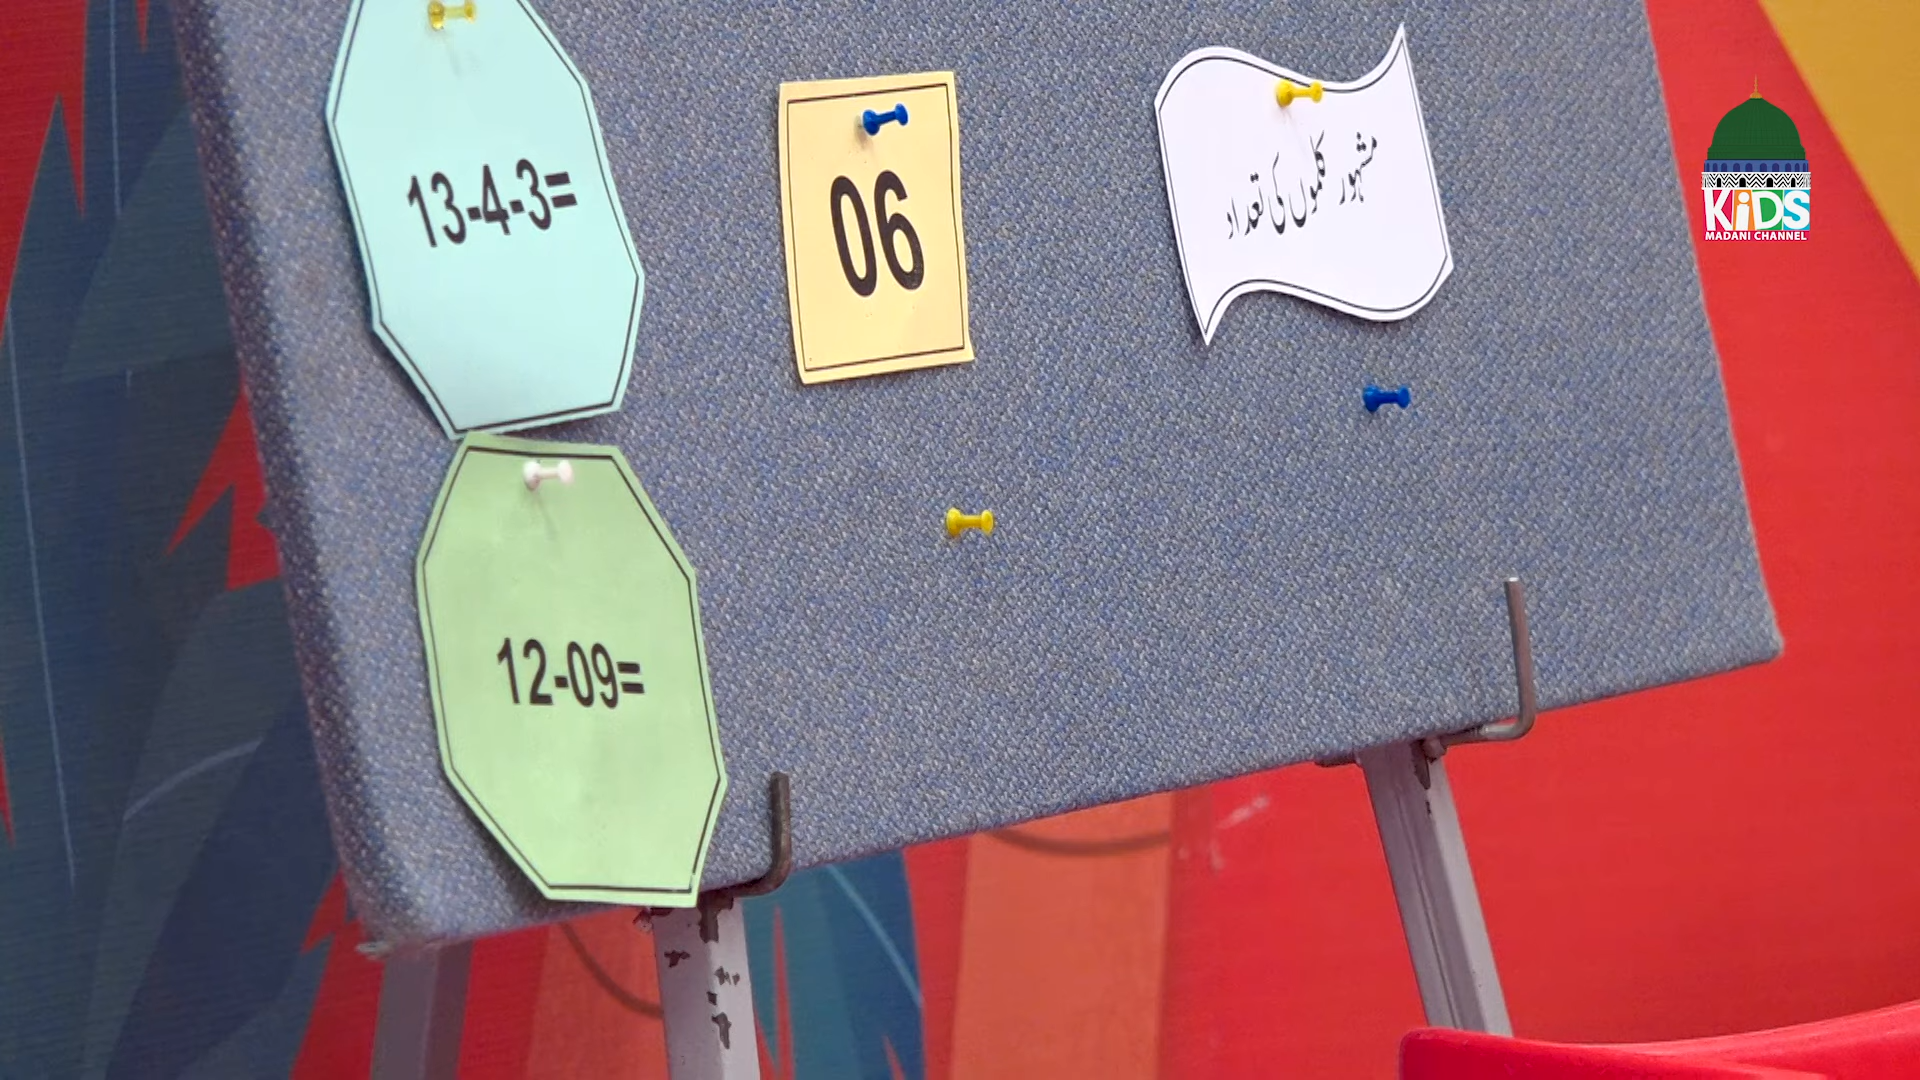 13-4-3=
06
مشہور کلموں کی تعداد
12-09=
KiDS
MADANI CHANNEL